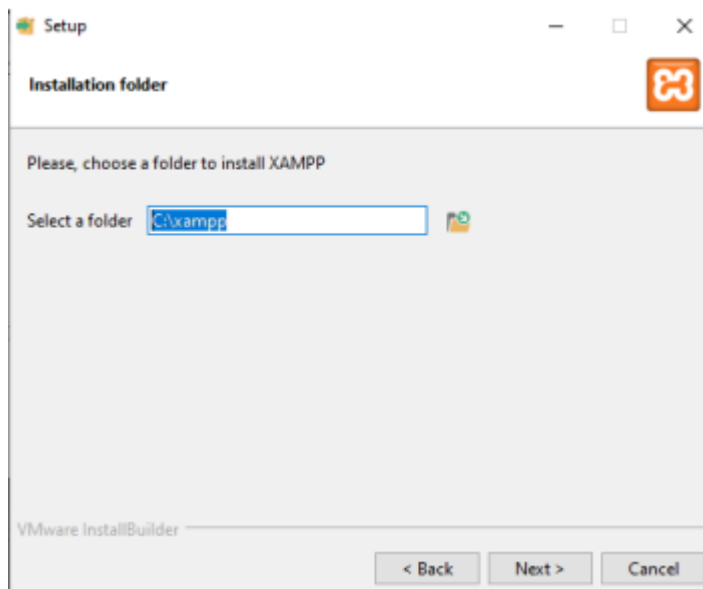 Setup
Installation folder
Please, choose a folder to install XAMPP
Select a folder C:\xampp
VMware InstallBuilder
< Back Next > Cancel